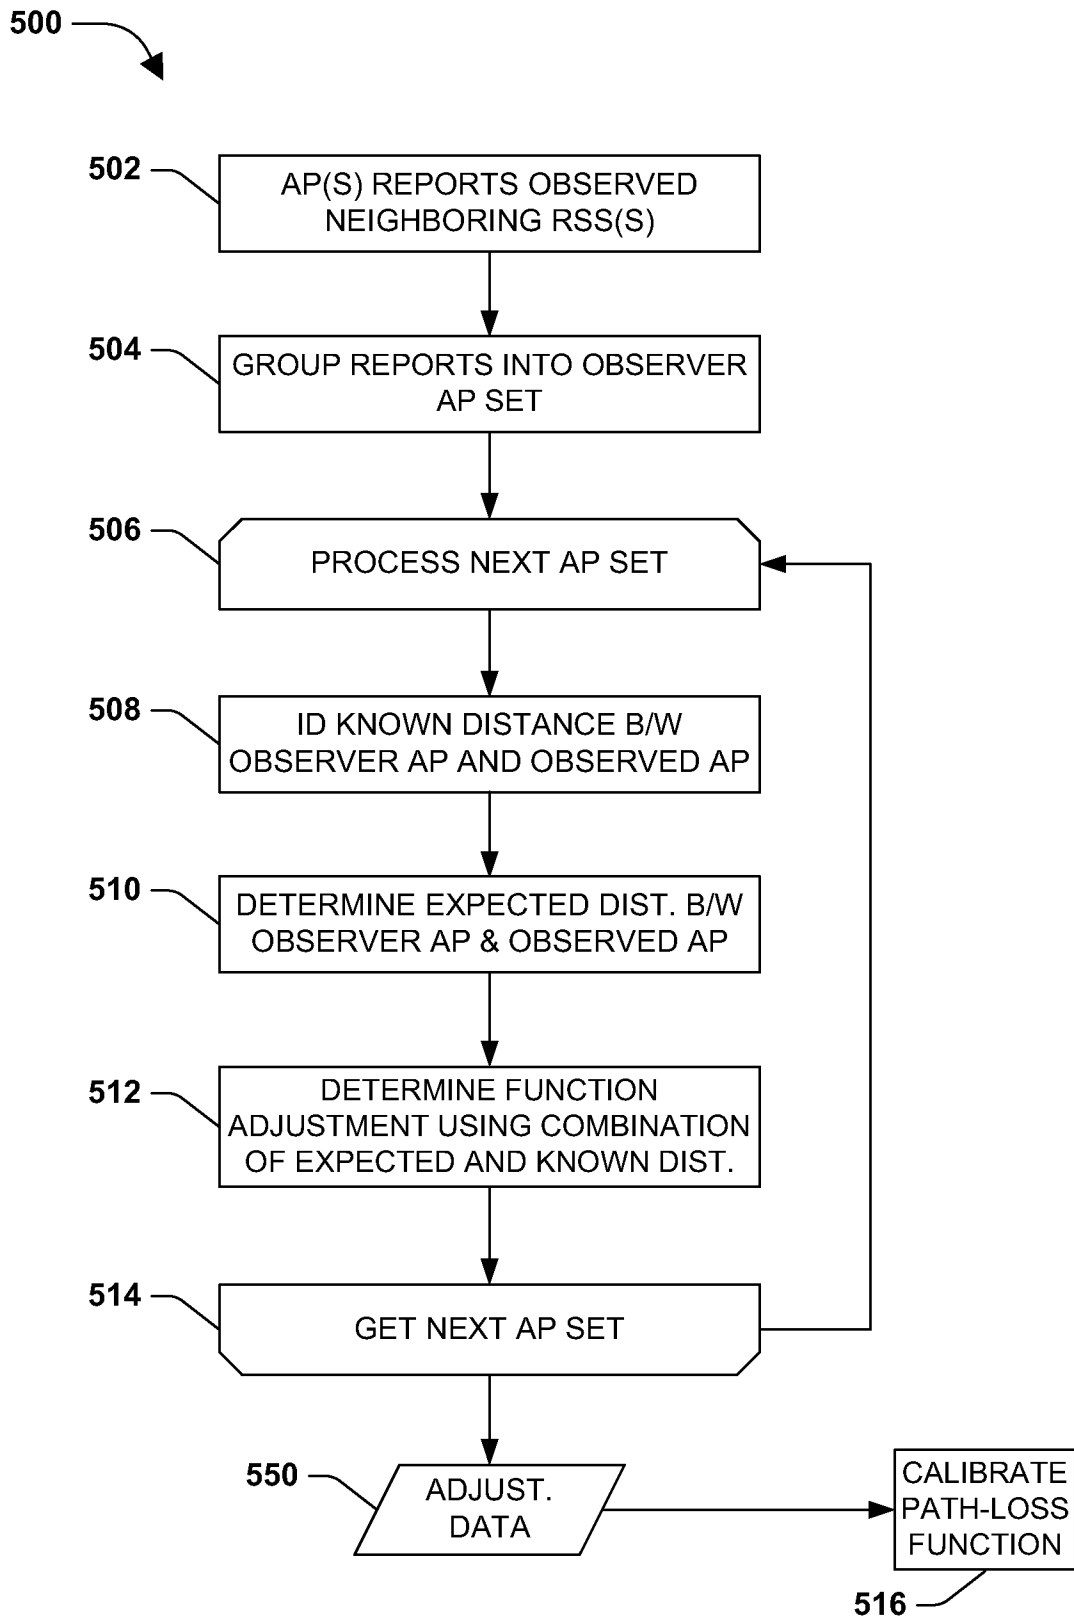 500
502
AP(S) REPORTS OBSERVED
NEIGHBORING RSS(S)
504
GROUP REPORTS INTO OBSERVER
AP SET
506
PROCESS NEXT AP SET
508
ID KNOWN DISTANCE B/W
OBSERVER AP AND OBSERVED AP
510
DETERMINE EXPECTED DIST. B/W
OBSERVER AP & OBSERVED AP
512
DETERMINE FUNCTION
ADJUSTMENT USING COMBINATION
OF EXPECTED AND KNOWN DIST.
514
GET NEXT AP SET
550
ADJUST.
DATA
CALIBRATE
PATH-LOSS
FUNCTION
516